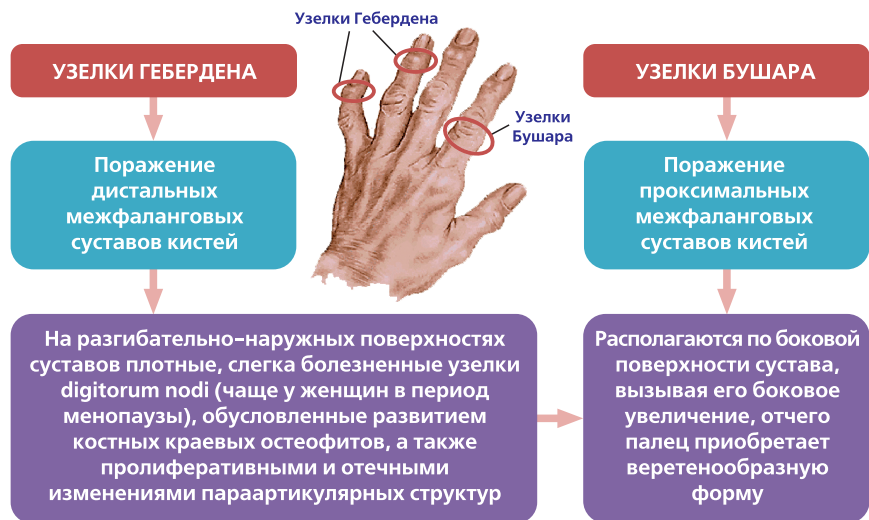 Узелки Гебердена
УЗЕЛКИ ГЕБЕРДЕНА
УЗЕЛКИ БУШАРА
Узелки
Бушара
Поражение
дистальных
межфаланговых
суставов кистей
Поражение
проксимальных
межфаланговых
суставов кистей
На разгибательно–наружных поверхностях
суставов плотные, слегка болезненные узелки
digitorum nodi (чаще у женщин в период
менопаузы), обусловленные развитием
костных краевых остеофитов, а также
пролиферативными и отечными
изменениями параартикулярных структур
Располагаются по боковой
поверхности сустава,
вызывая его боковое
увеличение, отчего
палец приобретает
веретенообразную
форму